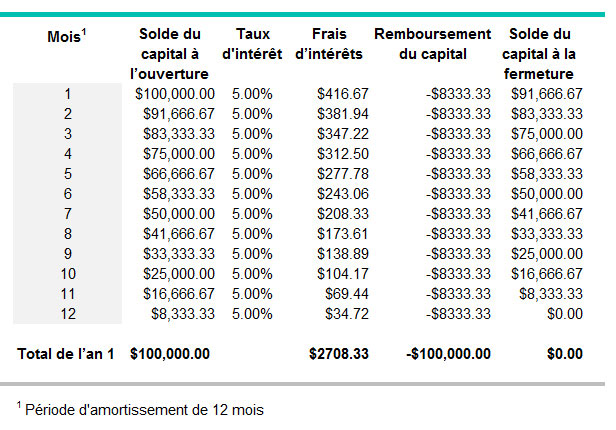 Mois1 Solde du capital à l'ouverture Taux d'intérêt Frais d'intérêts Remboursement du capital Solde du capital à la fermeture
1 $100,000.00 5.00% $416.67 -$8333.33 $91,666.67
2 $91,666.67 5.00% $381.94 -$8333.33 $83,333.33
3 $83,333.33 5.00% $347.22 -$8333.33 $75,000.00
4 $75,000.00 5.00% $312.50 -$8333.33 $66,666.67
5 $66,666.67 5.00% $277.78 -$8333.33 $58,333.33
6 $58,333.33 5.00% $243.06 -$8333.33 $50,000.00
7 $50,000.00 5.00% $208.33 -$8333.33 $41,666.67
8 $41,666.67 5.00% $173.61 -$8333.33 $33,333.33
9 $33,333.33 5.00% $138.89 -$8333.33 $25,000.00
10 $25,000.00 5.00% $104.17 -$8333.33 $16,666.67
11 $16,666.67 5.00% $69.44 -$8333.33 $8,333.33
12 $8,333.33 5.00% $34.72 -$8333.33 $0.00
Total de l'an 1 $100,000.00 $2708.33 -$100,000.00 $0.00
1 Période d'amortissement de 12 mois